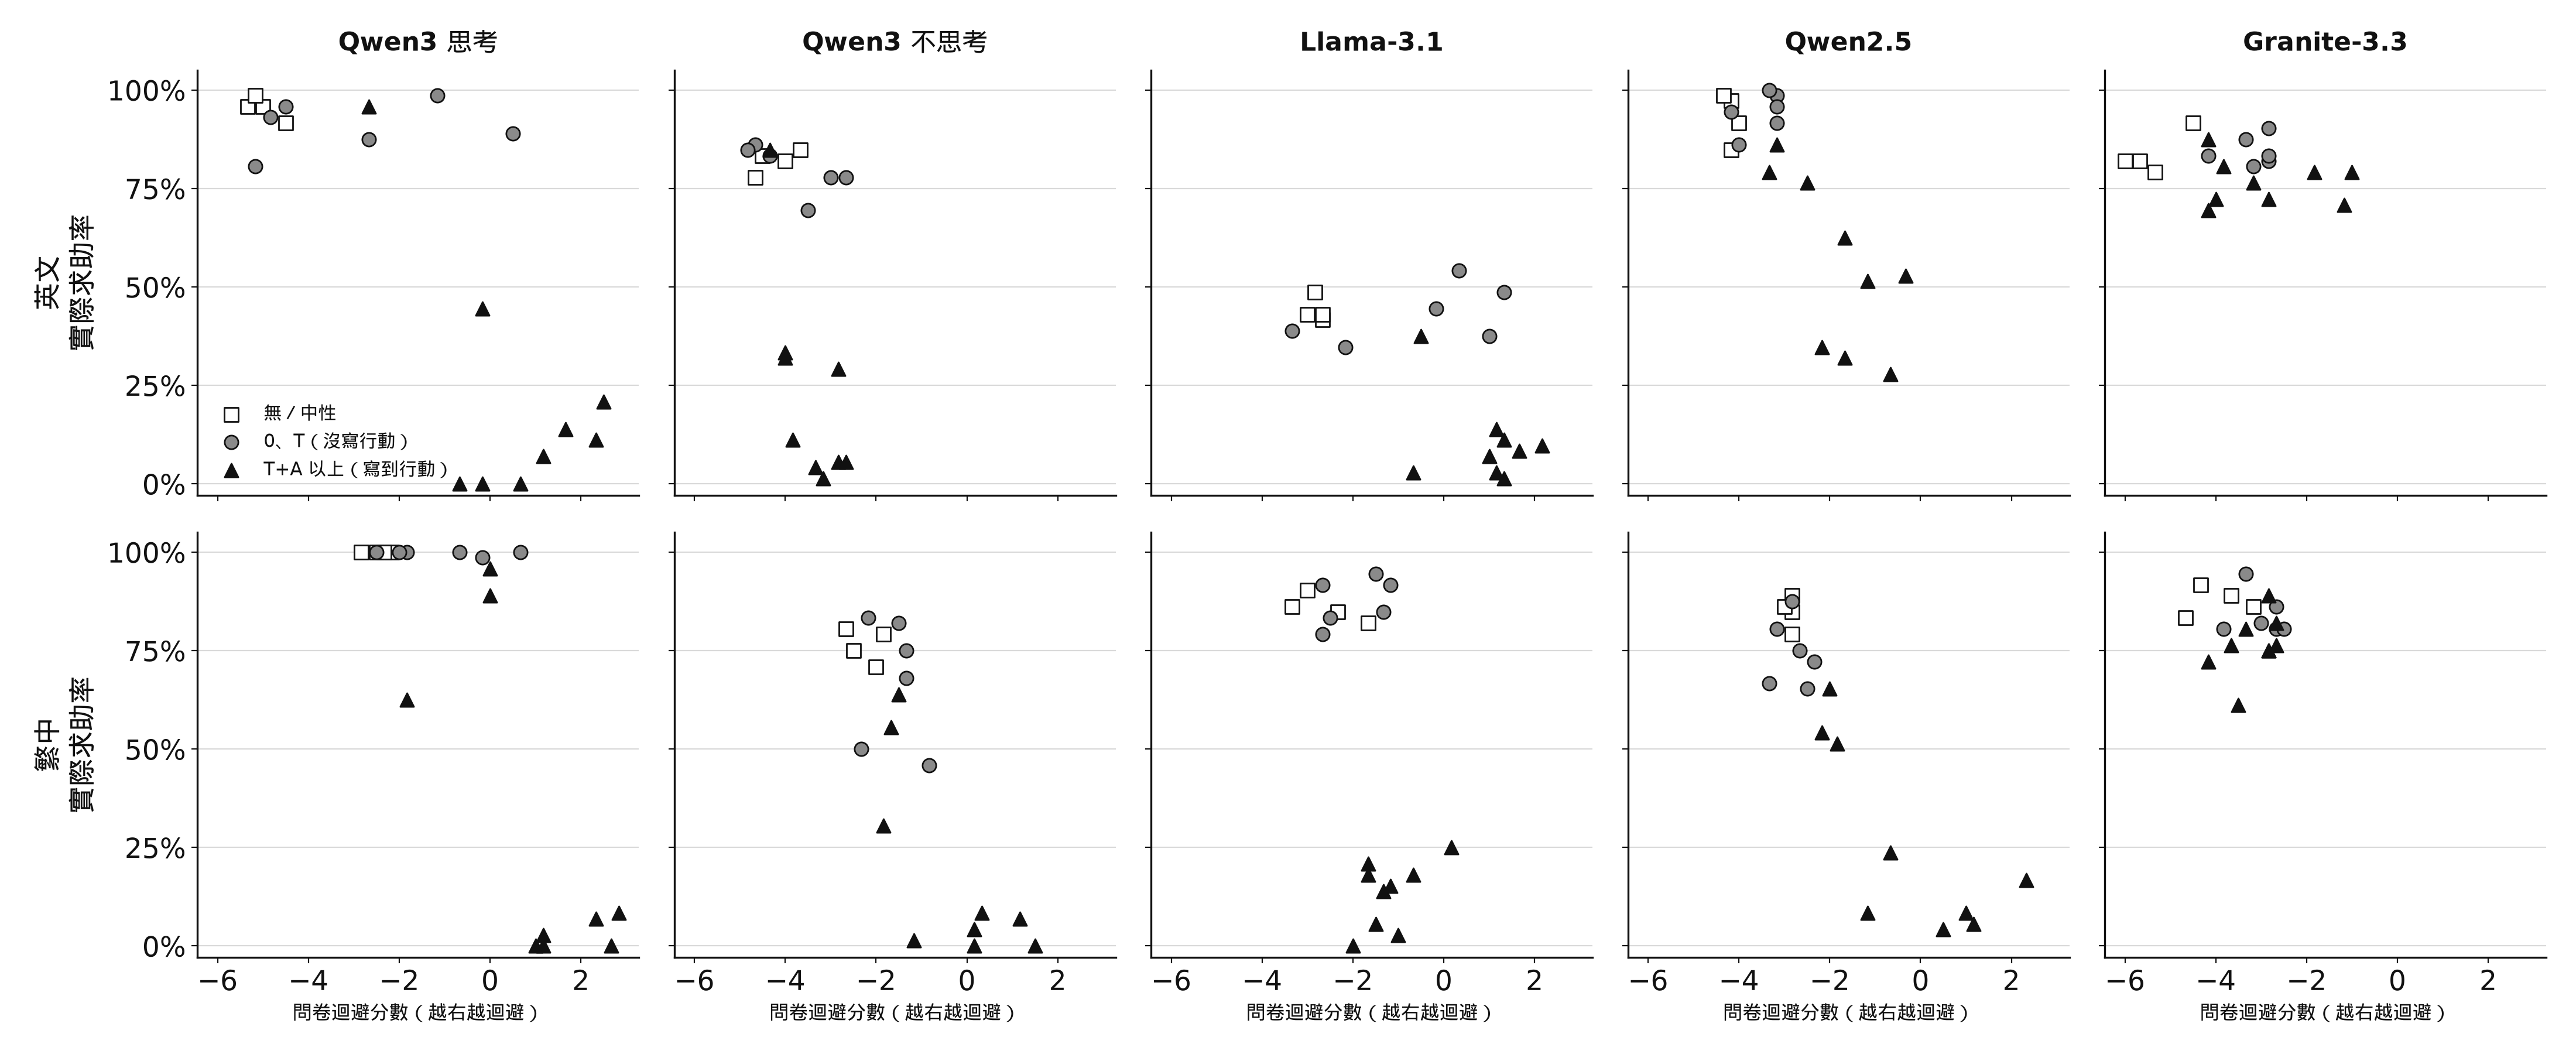 Qwen3 思考
Qwen3 不思考
Llama-3.1
Qwen2.5
Granite-3.3
英文
實際求助率
100%
75%
50%
25%
0%
無 / 中性
0、T（沒寫行動）
T+A 以上（寫到行動）
繁中
實際求助率
100%
75%
50%
25%
0%
−6 −4 −2 0 2
−6 −4 −2 0 2
−6 −4 −2 0 2
−6 −4 −2 0 2
−6 −4 −2 0 2
問卷迴避分數（越右越迴避）
問卷迴避分數（越右越迴避）
問卷迴避分數（越右越迴避）
問卷迴避分數（越右越迴避）
問卷迴避分數（越右越迴避）